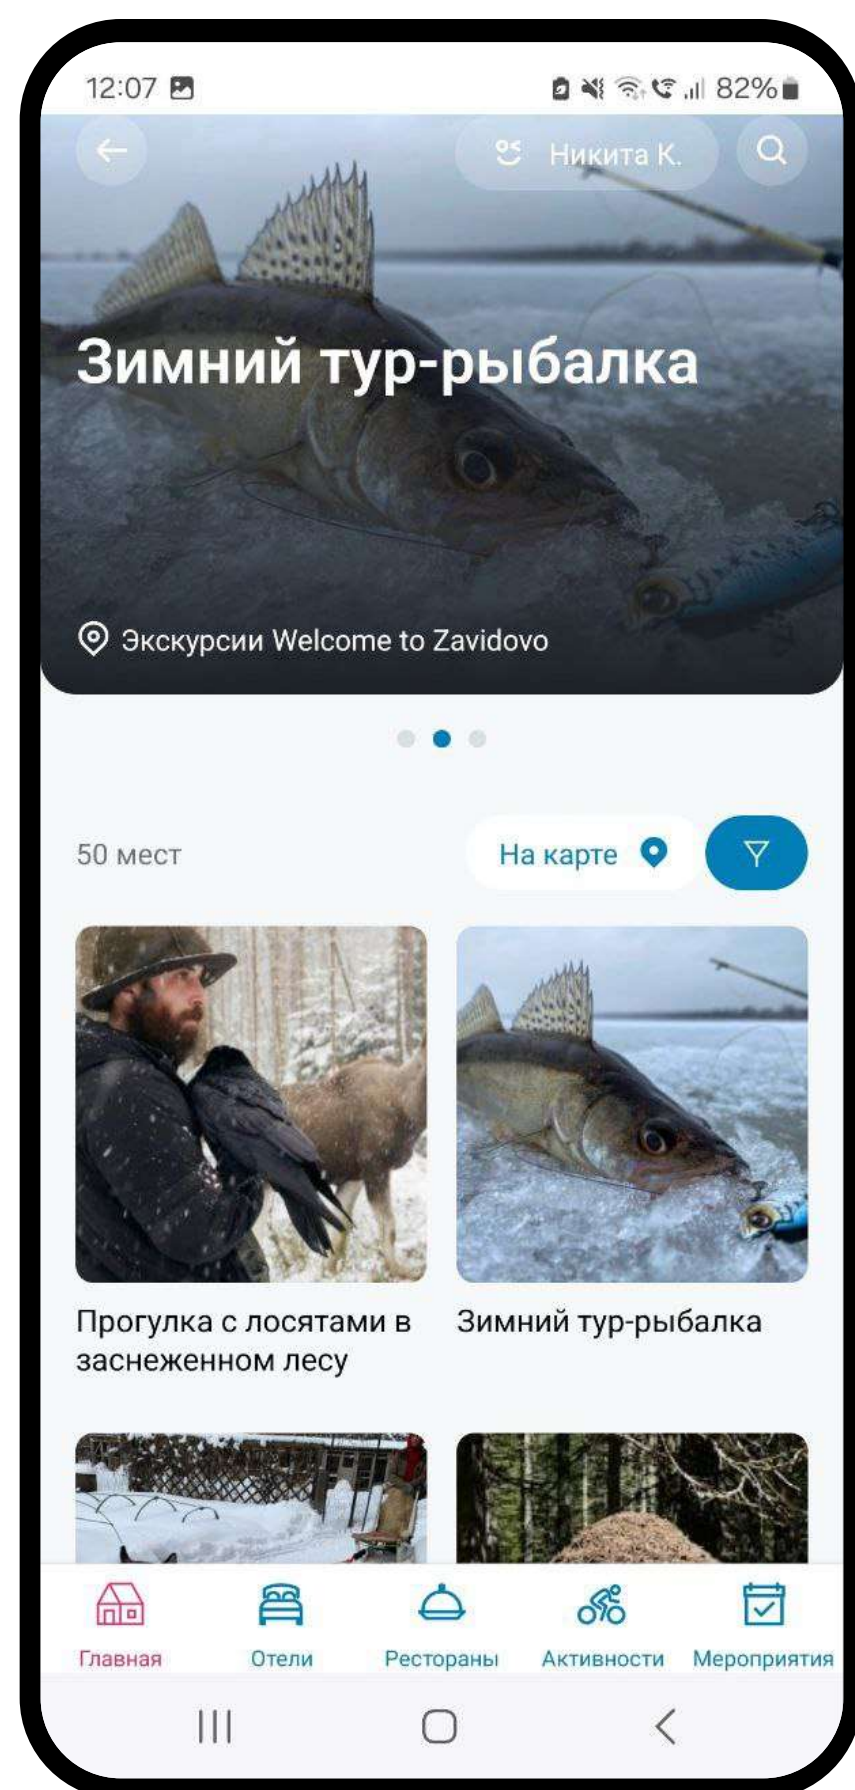 12:07
82%
Никита К.
Зимний тур-рыбалка
Экскурсии Welcome to Zavidovo
50 мест
На карте
Прогулка с лосятами в
заснеженном лесу
Зимний тур-рыбалка
Главная
Отели
Рестораны
Активности
Мероприятия